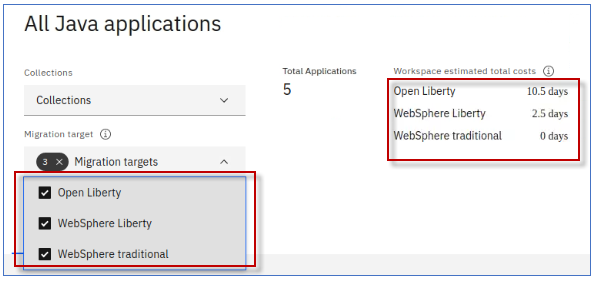 All Java applications
Collections
Collections
Migration target
3 × Migration targets
Open Liberty
WebSphere Liberty
WebSphere traditional
Total Applications
5
Workspace estimated total costs
Open Liberty 10.5 days
WebSphere Liberty 2.5 days
WebSphere traditional 0 days